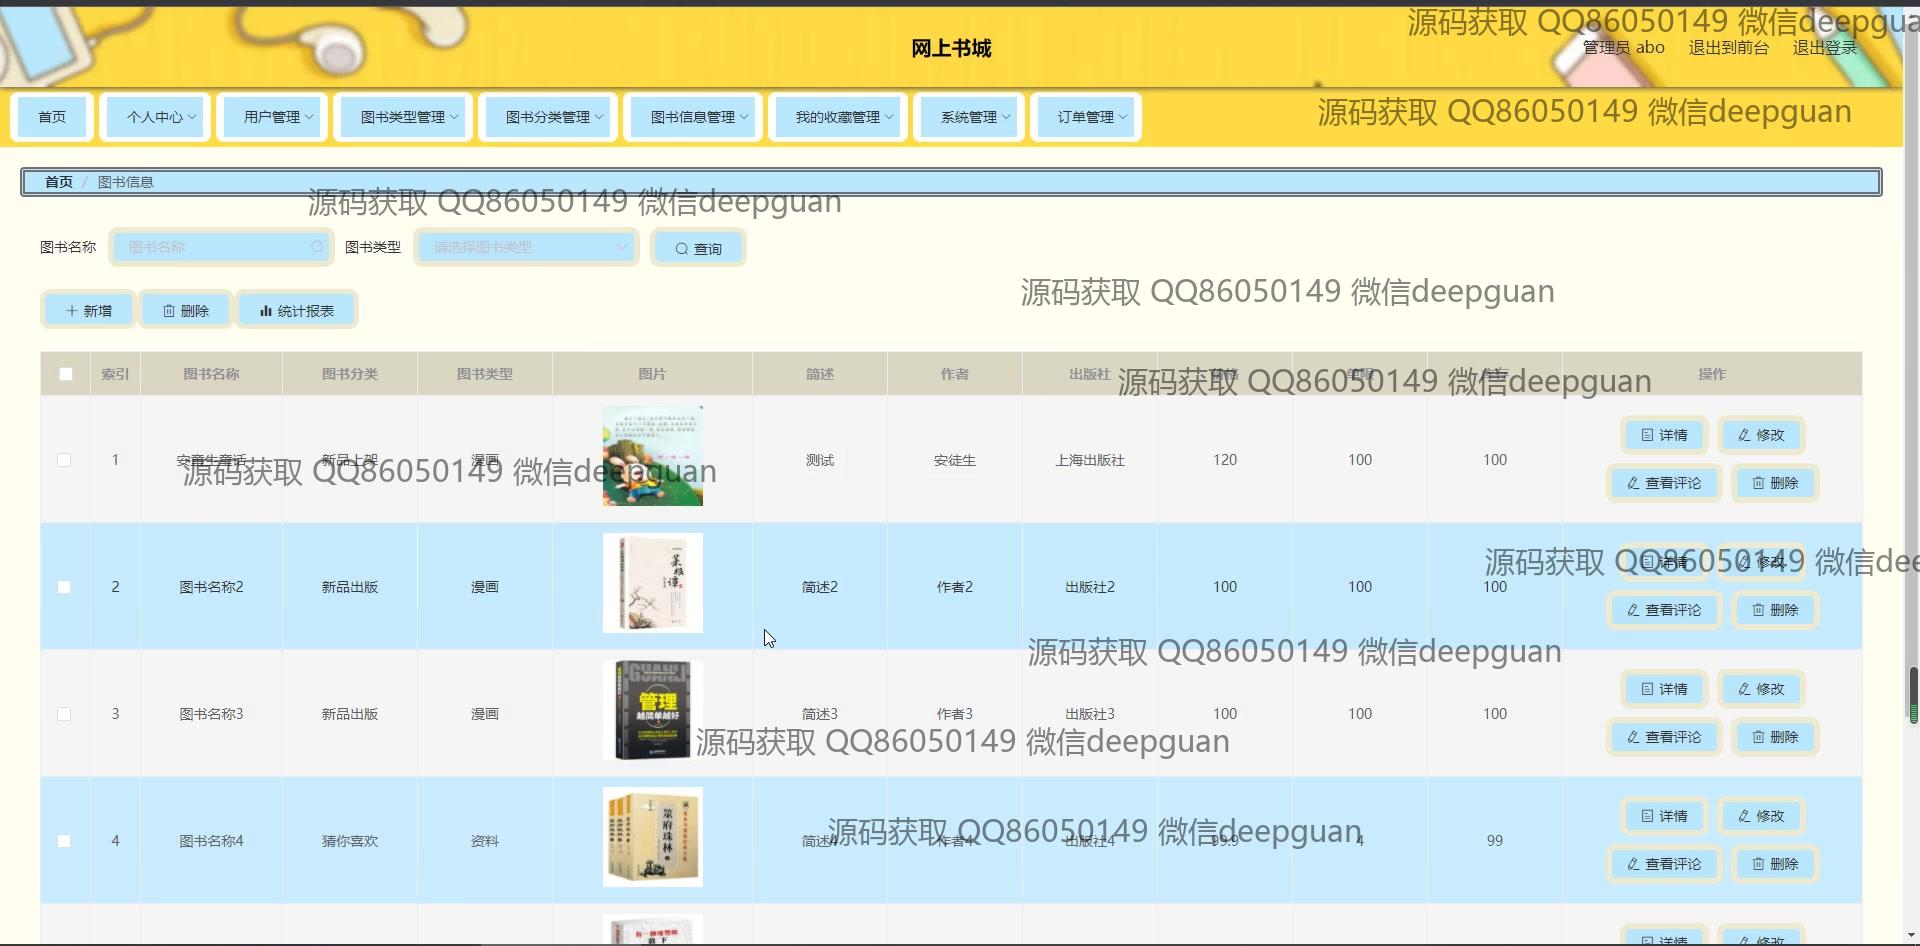 源码获取 QQ86050149 微信deepgua
网上书城
管理员 abo 退出到前台 退出登录
首页 个人中心 用户管理 图书类型管理 图书分类管理 图书信息管理 我的收藏管理 系统管理 订单管理
源码获取 QQ86050149 微信deepguan
首页 / 图书信息
源码获取 QQ86050149 微信deepguan
图书名称 图书名称 图书类型 请选择图书类型 查询
源码获取 QQ86050149 微信deepguan
新增 删除 统计报表
索引 图书名称 图书分类 图书类型 图片 简述 作者 出版社 价格 单限 库存 操作
源码获取 QQ86050149 微信deepguan
详情 修改
1 安童生童话 新品上架 漫画 测试 安徒生 上海出版社 120 100 100
源码获取 QQ86050149 微信deepguan
查看评论 删除
详情 修改
源码获取 QQ86050149 微信dee
2 图书名称2 新品出版 漫画 菜根谭 简述2 作者2 出版社2 100 100 100
查看评论 删除
源码获取 QQ86050149 微信deepguan
GUANLI
管理
越简单越好
详情 修改
3 图书名称3 新品出版 漫画 简述3 作者3 出版社3 100 100 100
查看评论 删除
源码获取 QQ86050149 微信deepguan
详情 修改
源码获取 QQ86050149 微信deepguan
4 图书名称4 猜你喜欢 资料 简述4 作者4 出版社4 99.9 4 99
查看评论 删除
放下
详情 修改